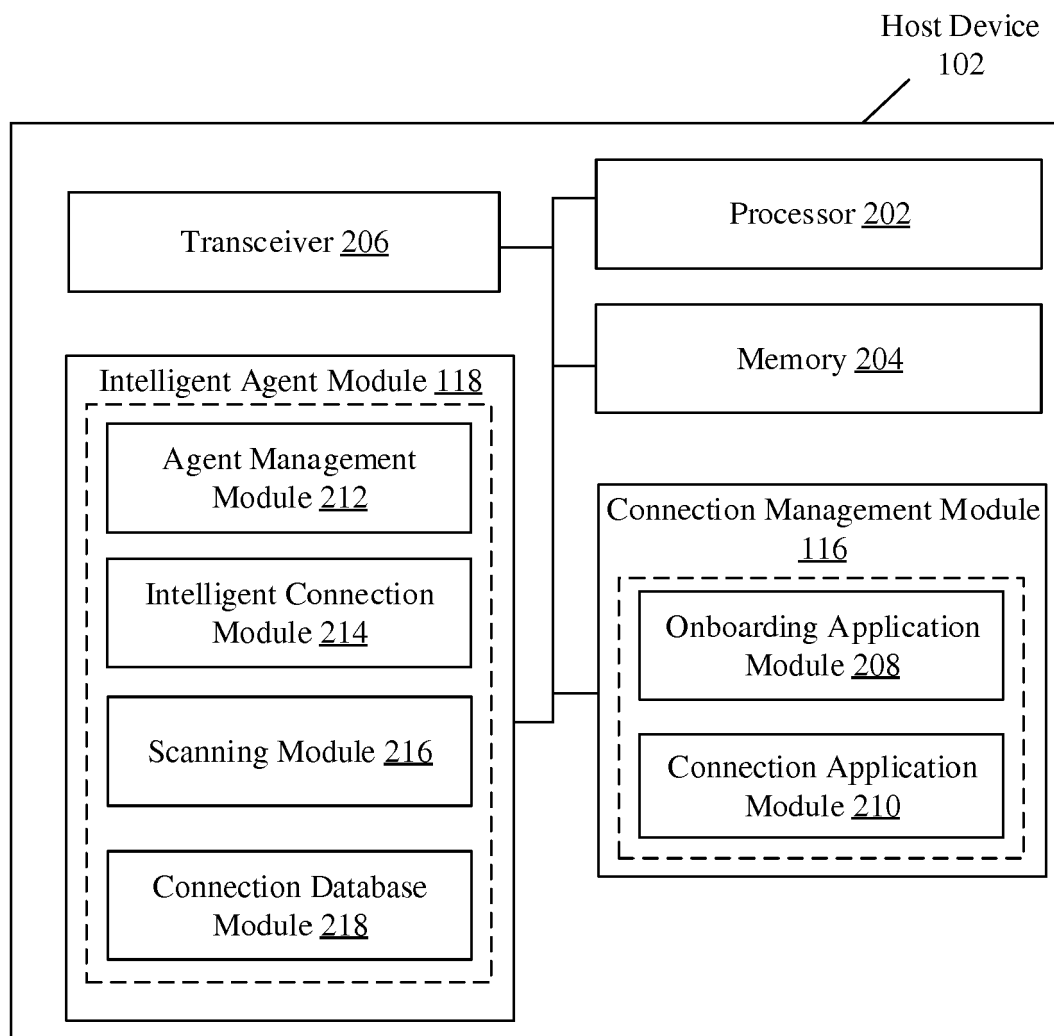 Host Device
102
Transceiver 206
Processor 202
Memory 204
Intelligent Agent Module 118
Agent Management
Module 212
Intelligent Connection
Module 214
Scanning Module 216
Connection Database
Module 218
Connection Management Module
116
Onboarding Application
Module 208
Connection Application
Module 210